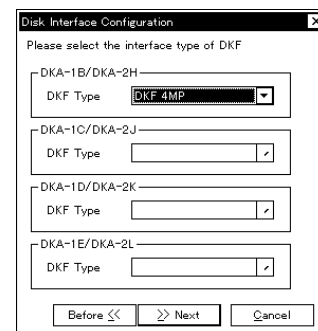 Disk Interface Configuration
Please select the interface type of DKF
DKA-1B/DKA-2H
DKF Type DKF 4MP
DKA-1C/DKA-2J
DKF Type
DKA-1D/DKA-2K
DKF Type
DKA-1E/DKA-2L
DKF Type
Before << >> Next Cancel